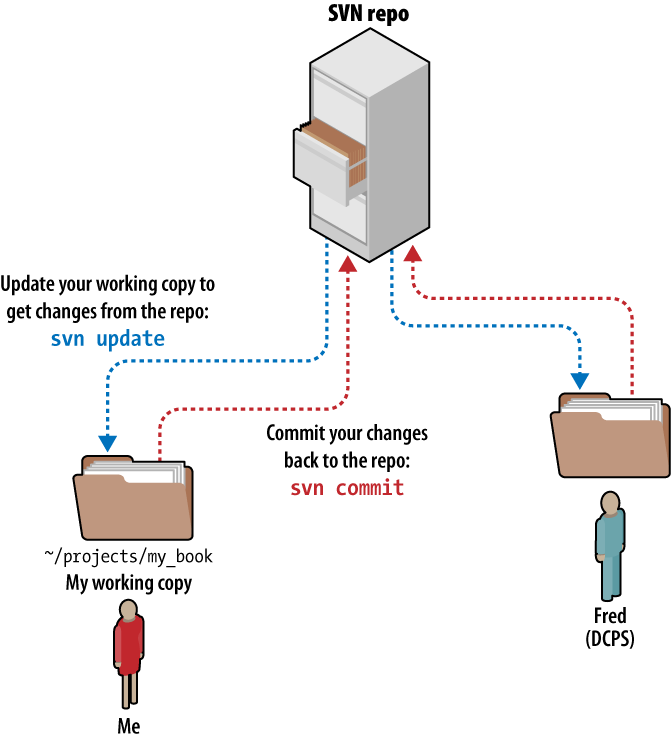 SVN repo
Update your working copy to
get changes from the repo:
svn update
Commit your changes
back to the repo:
svn commit
~/projects/my_book
My working copy
Me
Fred
(DCPS)